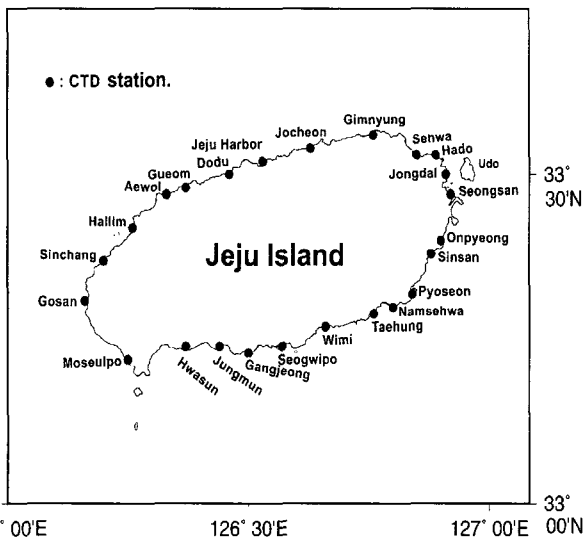 ● : CTD station.
Gimnyung
Jocheon
Sehwa
Jeju Harbor
Hado
Dodu
Udo
Gueom
Jongdal
33°
30'N
Aewol
Seongsan
Hallim
Onpyeong
Jeju Island
Sinchang
Sinsan
Pyoseon
Gosan
Namsehwa
Taehung
Wimi
Seogwipo
Moseulpo
Gangjeong
Jungmun
Hwasun
33°
00'N
° 00'E
126° 30'E
127° 00'E